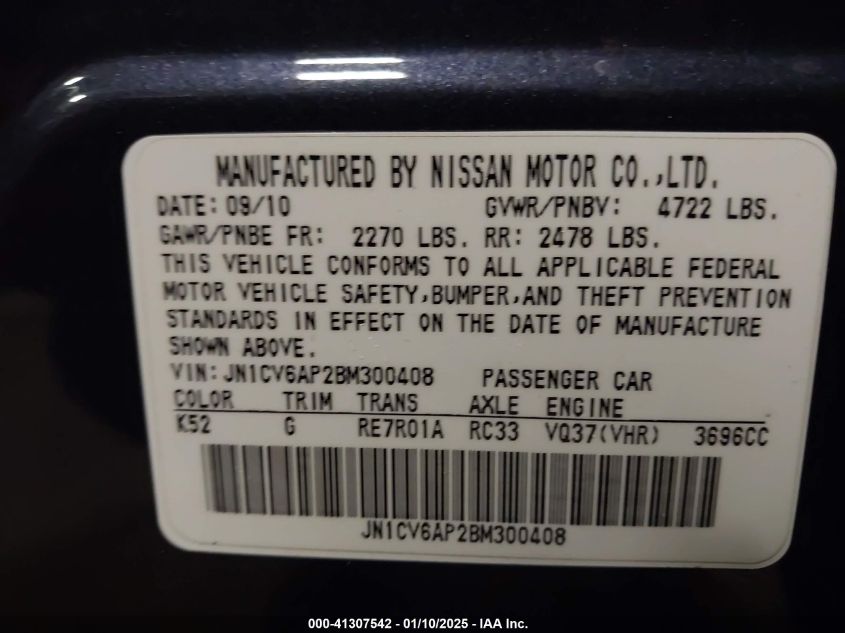 MANUFACTURED BY NISSAN MOTOR CO.,LTD.
DATE: 09/10 GVWR/PNBV: 4722 LBS.
GAWR/PNBE FR: 2270 LBS. RR: 2478 LBS.
THIS VEHICLE CONFORMS TO ALL APPLICABLE FEDERAL
MOTOR VEHICLE SAFETY,BUMPER,AND THEFT PREVENTION
STANDARDS IN EFFECT ON THE DATE OF MANUFACTURE
SHOWN ABOVE.
VIN:JN1CV6AP2BM300408 PASSENGER CAR
COLOR TRIM TRANS AXLE ENGINE
K52 G RE7R01A RC33 VQ37(VHR) 3696CC
JN1CV6AP2BM300408
000-41307542 - 01/10/2025 - IAA Inc.